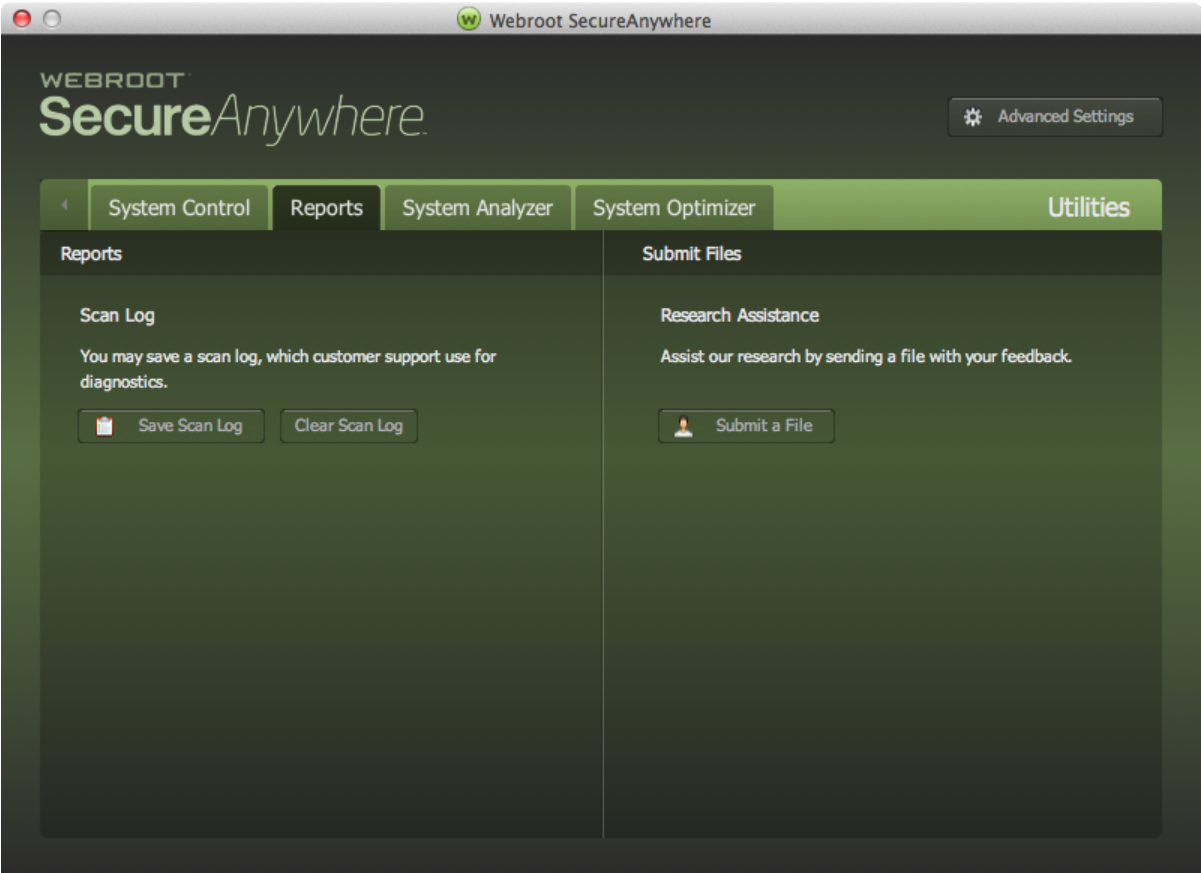 Webroot SecureAnywhere
WEBROOT
SecureAnywhere™
Advanced Settings
System Control
Reports
System Analyzer
System Optimizer
Utilities
Reports
Scan Log
You may save a scan log, which customer support use for
diagnostics.
Save Scan Log
Clear Scan Log
Submit Files
Research Assistance
Assist our research by sending a file with your feedback.
Submit a File